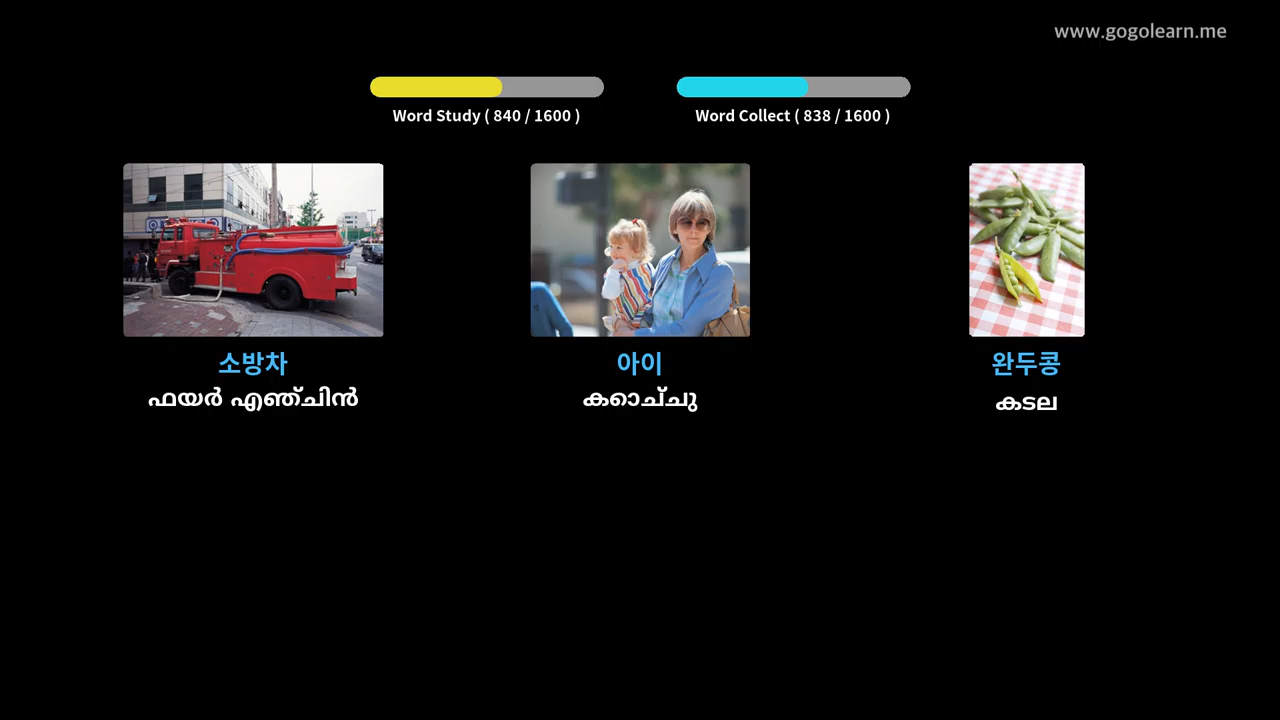 www.gogolearn.me
Word Study ( 840 / 1600 )
Word Collect ( 838 / 1600 )
소방차
아이
완두콩
ഫയർ എഞ്ചിൻ
കൊച്ചു
കടല